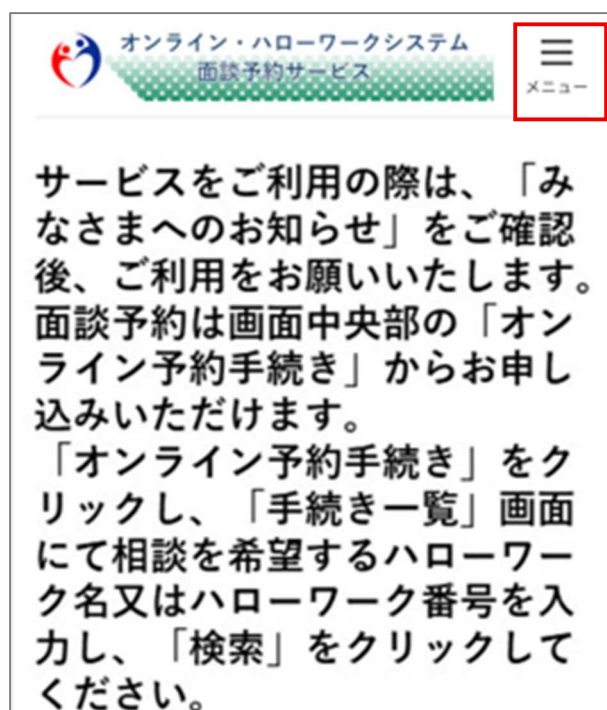 オンライン・ハローワークシステム
面談予約サービス
メニュー
サービスをご利用の際は、「み
なさまへのお知らせ」をご確認
後、ご利用をお願いいたします。
面談予約は画面中央部の「オン
ライン予約手続き」からお申し
込みいただけます。
「オンライン予約手続き」をク
リックし、「手続き一覧」画面
にて相談を希望するハローワー
ク名又はハローワーク番号を入
力し、「検索」をクリックして
ください。